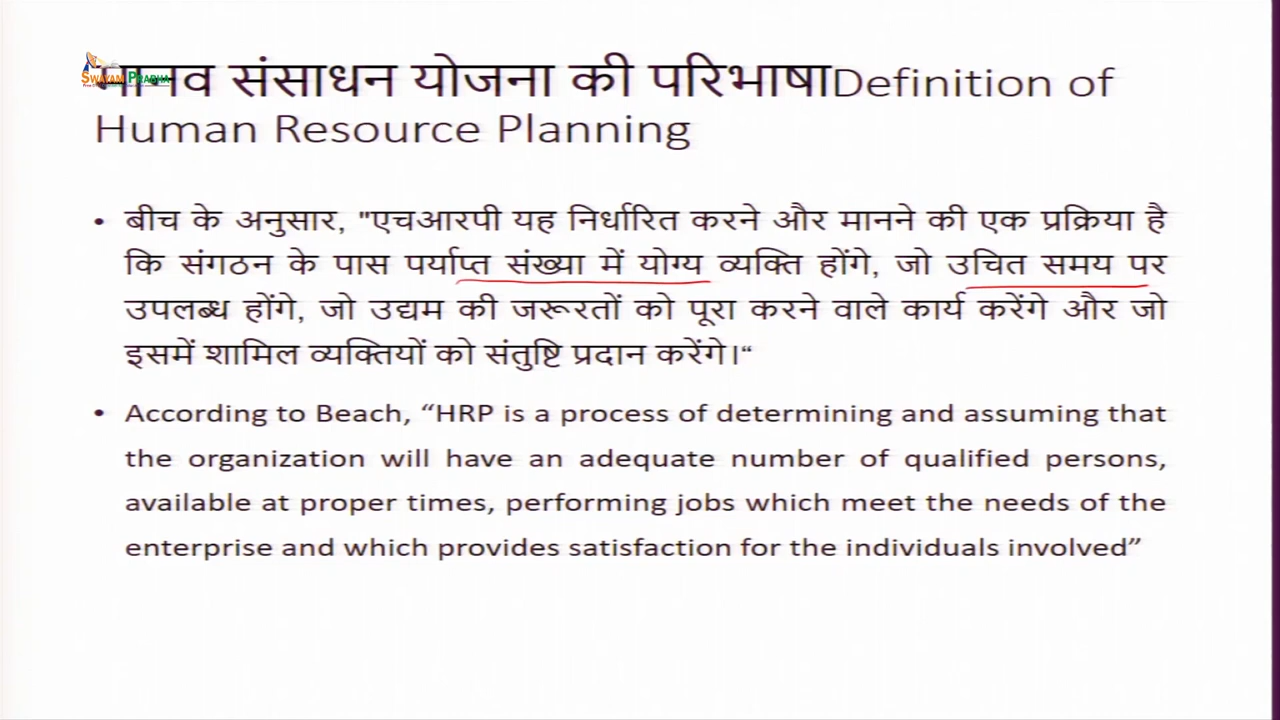 SWAYAM PRABHA
मानव संसाधन योजना की परिभाषाDefinition of
Human Resource Planning
• बीच के अनुसार, "एचआरपी यह निर्धारित करने और मानने की एक प्रक्रिया है
कि संगठन के पास पर्याप्त संख्या में योग्य व्यक्ति होंगे, जो उचित समय पर
उपलब्ध होंगे, जो उद्यम की जरूरतों को पूरा करने वाले कार्य करेंगे और जो
इसमें शामिल व्यक्तियों को संतुष्टि प्रदान करेंगे।“
• According to Beach, “HRP is a process of determining and assuming that
the organization will have an adequate number of qualified persons,
available at proper times, performing jobs which meet the needs of the
enterprise and which provides satisfaction for the individuals involved”